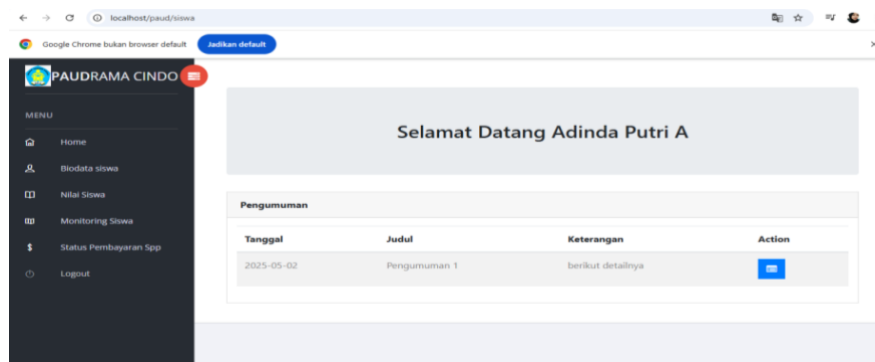 localhost/paud/siswa
Google Chrome bukan browser default
Jadikan default
PAUDRAMA CINDO
MENU
Home
Biodata siswa
Nilai Siswa
Monitoring Siswa
Status Pembayaran Spp
Logout
Selamat Datang Adinda Putri A
Pengumuman
Tanggal Judul Keterangan Action
2025-05-02 Pengumuman 1 berikut detailnya